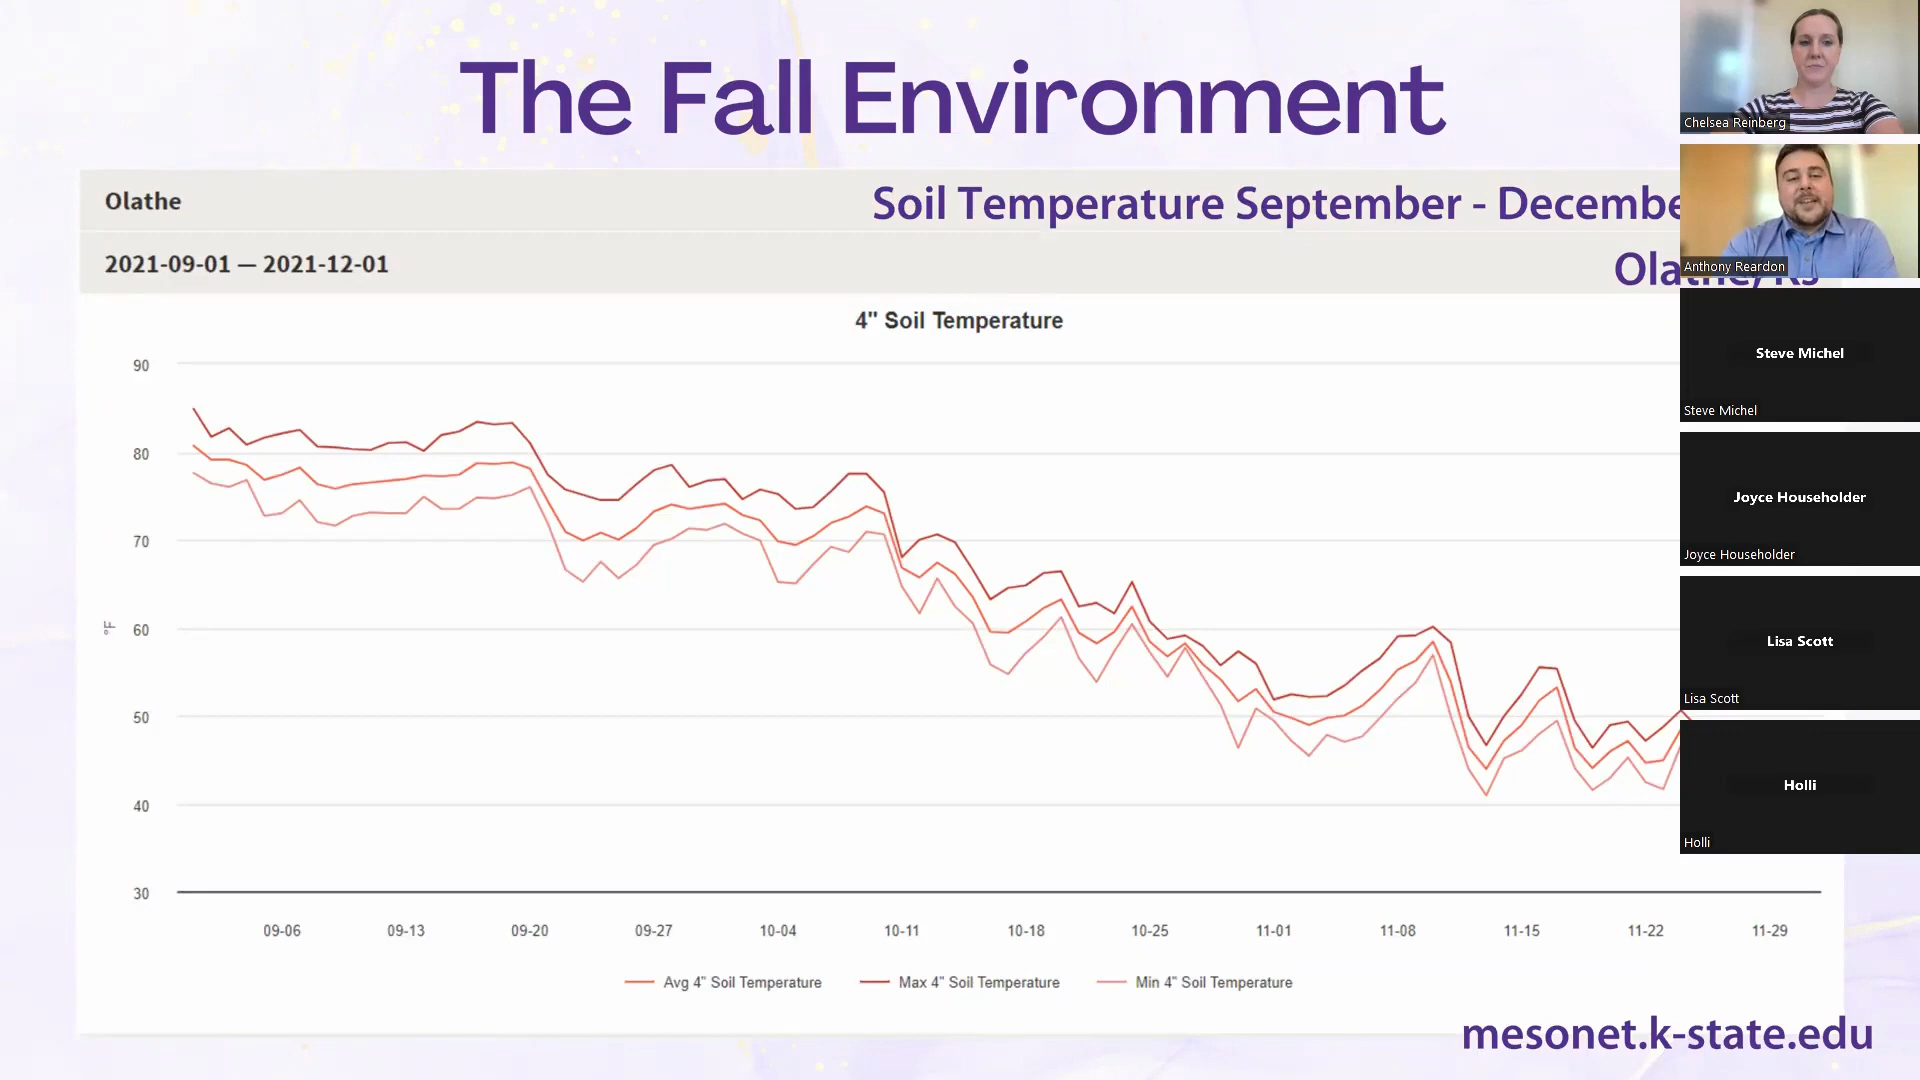 The Fall Environment
Olathe
Soil Temperature September - Decembe
2021-09-01 — 2021-12-01
Olathe, Ks
4" Soil Temperature
90
80
70
60
50
40
30
°F
09-06
09-13
09-20
09-27
10-04
10-11
10-18
10-25
11-01
11-08
11-15
11-22
11-29
Avg 4" Soil Temperature
Max 4" Soil Temperature
Min 4" Soil Temperature
mesonet.k-state.edu
Chelsea Reinberg
Anthony Reardon
Steve Michel
Steve Michel
Joyce Householder
Joyce Householder
Lisa Scott
Lisa Scott
Holli
Holli